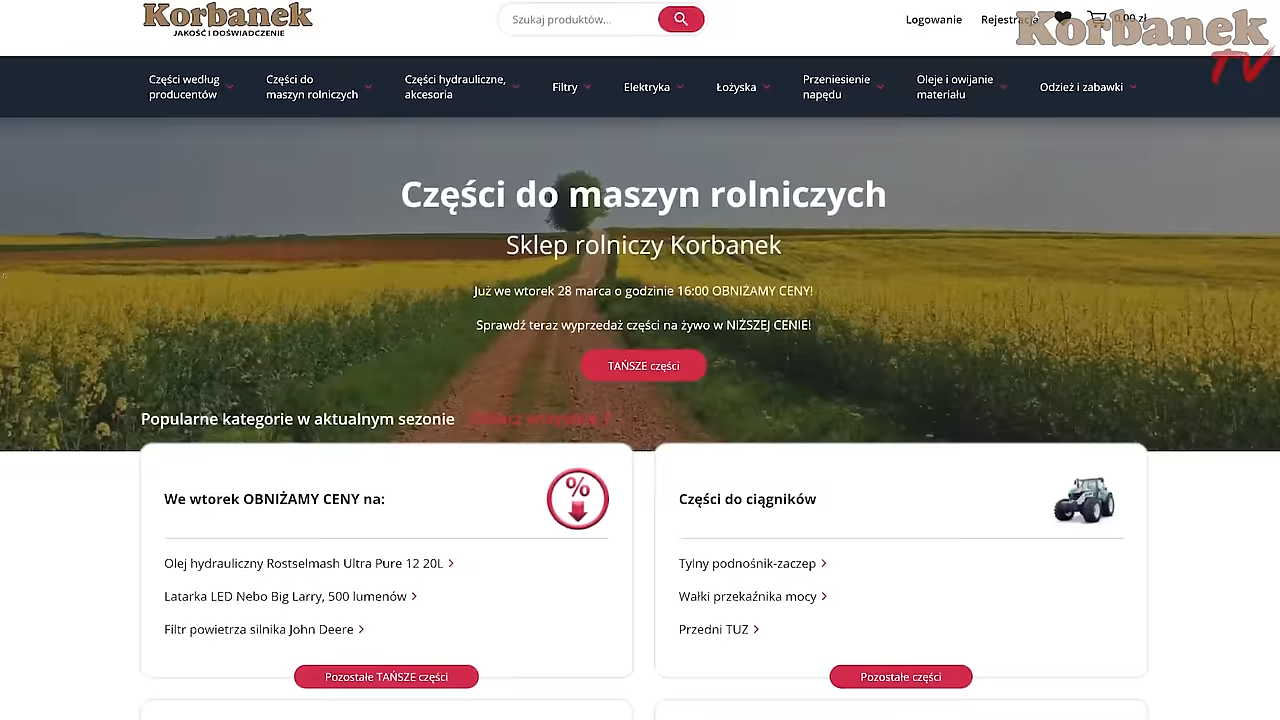 Korbanek
JAKOŚĆ I DOŚWIADCZENIE
Szukaj produktów...
Logowanie
Rejestracja
0,00 zł
Korbanek
TV
Części według
producentów
Części do
maszyn rolniczych
Części hydrauliczne,
akcesoria
Filtry
Elektryka
Łożyska
Przeniesienie
napędu
Oleje i owijanie
materiału
Odzież i zabawki
Części do maszyn rolniczych
Sklep rolniczy Korbanek
Już we wtorek 28 marca o godzinie 16:00 OBNIŻAMY CENY!
Sprawdź teraz wyprzedaż części na żywo w NIŻSZEJ CENIE!
TAŃSZE części
Popularne kategorie w aktualnym sezonie
We wtorek OBNIŻAMY CENY na:
%
Olej hydrauliczny Rostselmash Ultra Pure 12 20L
Latarka LED Nebo Big Larry, 500 lumenów
Filtr powietrza silnika John Deere
Pozostałe TAŃSZE części
Części do ciągników
Tylny podnośnik-zaczep
Wałki przekaźnika mocy
Przedni TUZ
Pozostałe części